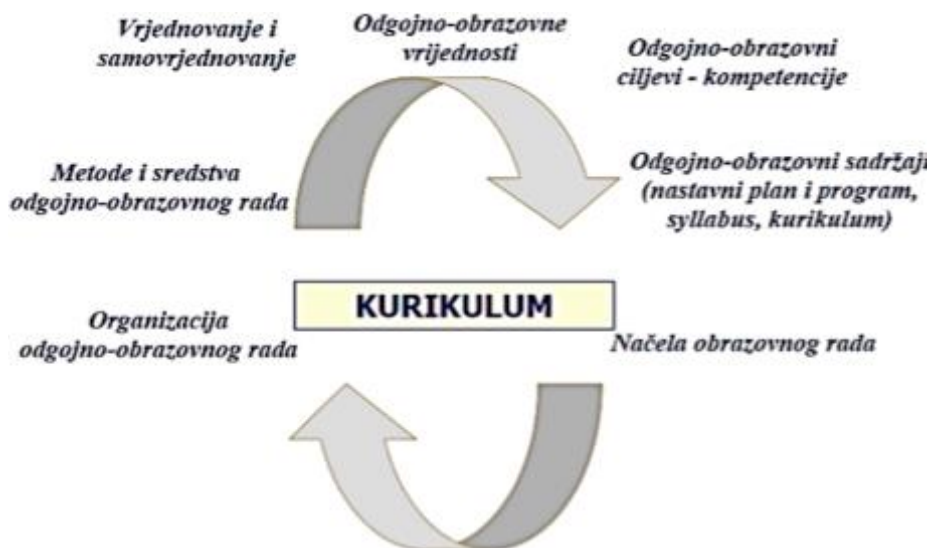 Vrjednovanje i
samovrjednovanje
Odgojno-obrazovne
vrijednosti
Odgojno-obrazovni
ciljevi - kompetencije
Metode i sredstva
odgojno-obrazovnog rada
Odgojno-obrazovni sadržaji
(nastavni plan i program,
syllabus, kurikulum)
KURIKULUM
Organizacija
odgojno-obrazovnog rada
Načela obrazovnog rada